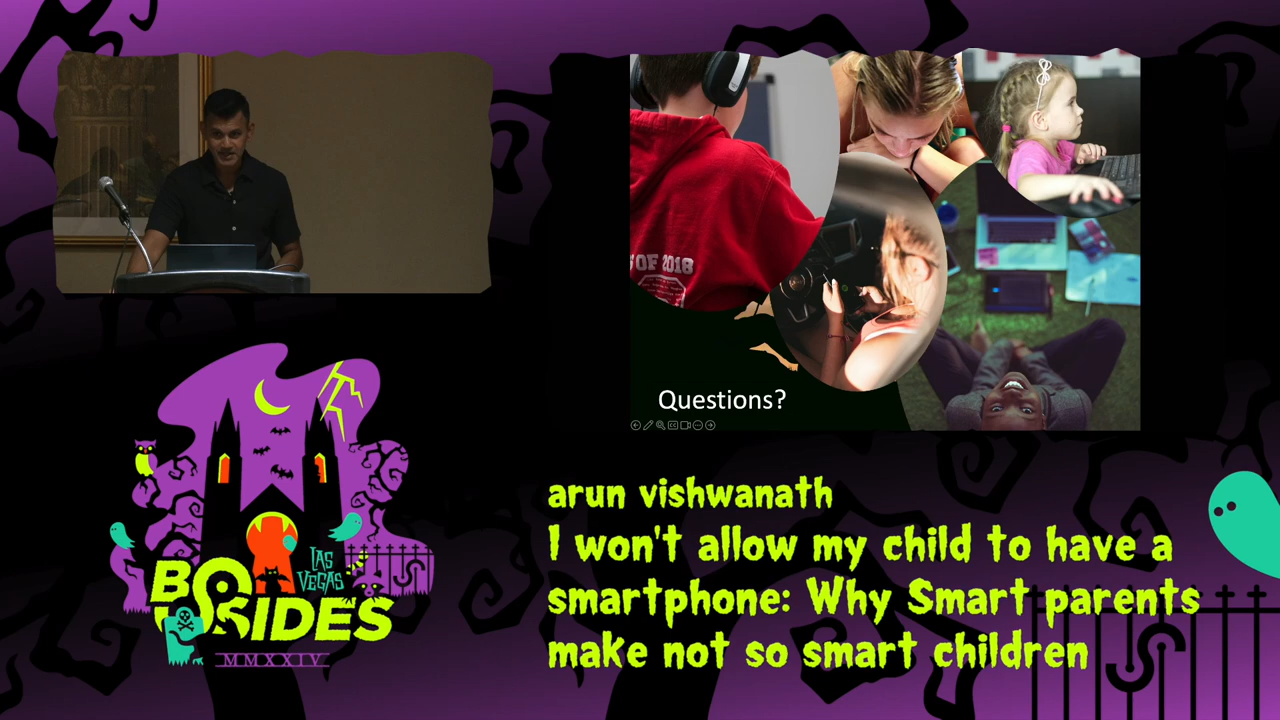 OF 2018
Questions?
LAS
VEGAS
BSIDES
MMXXIV
arun vishwanath
I won't allow my child to have a
smartphone: Why Smart parents
make not so smart children